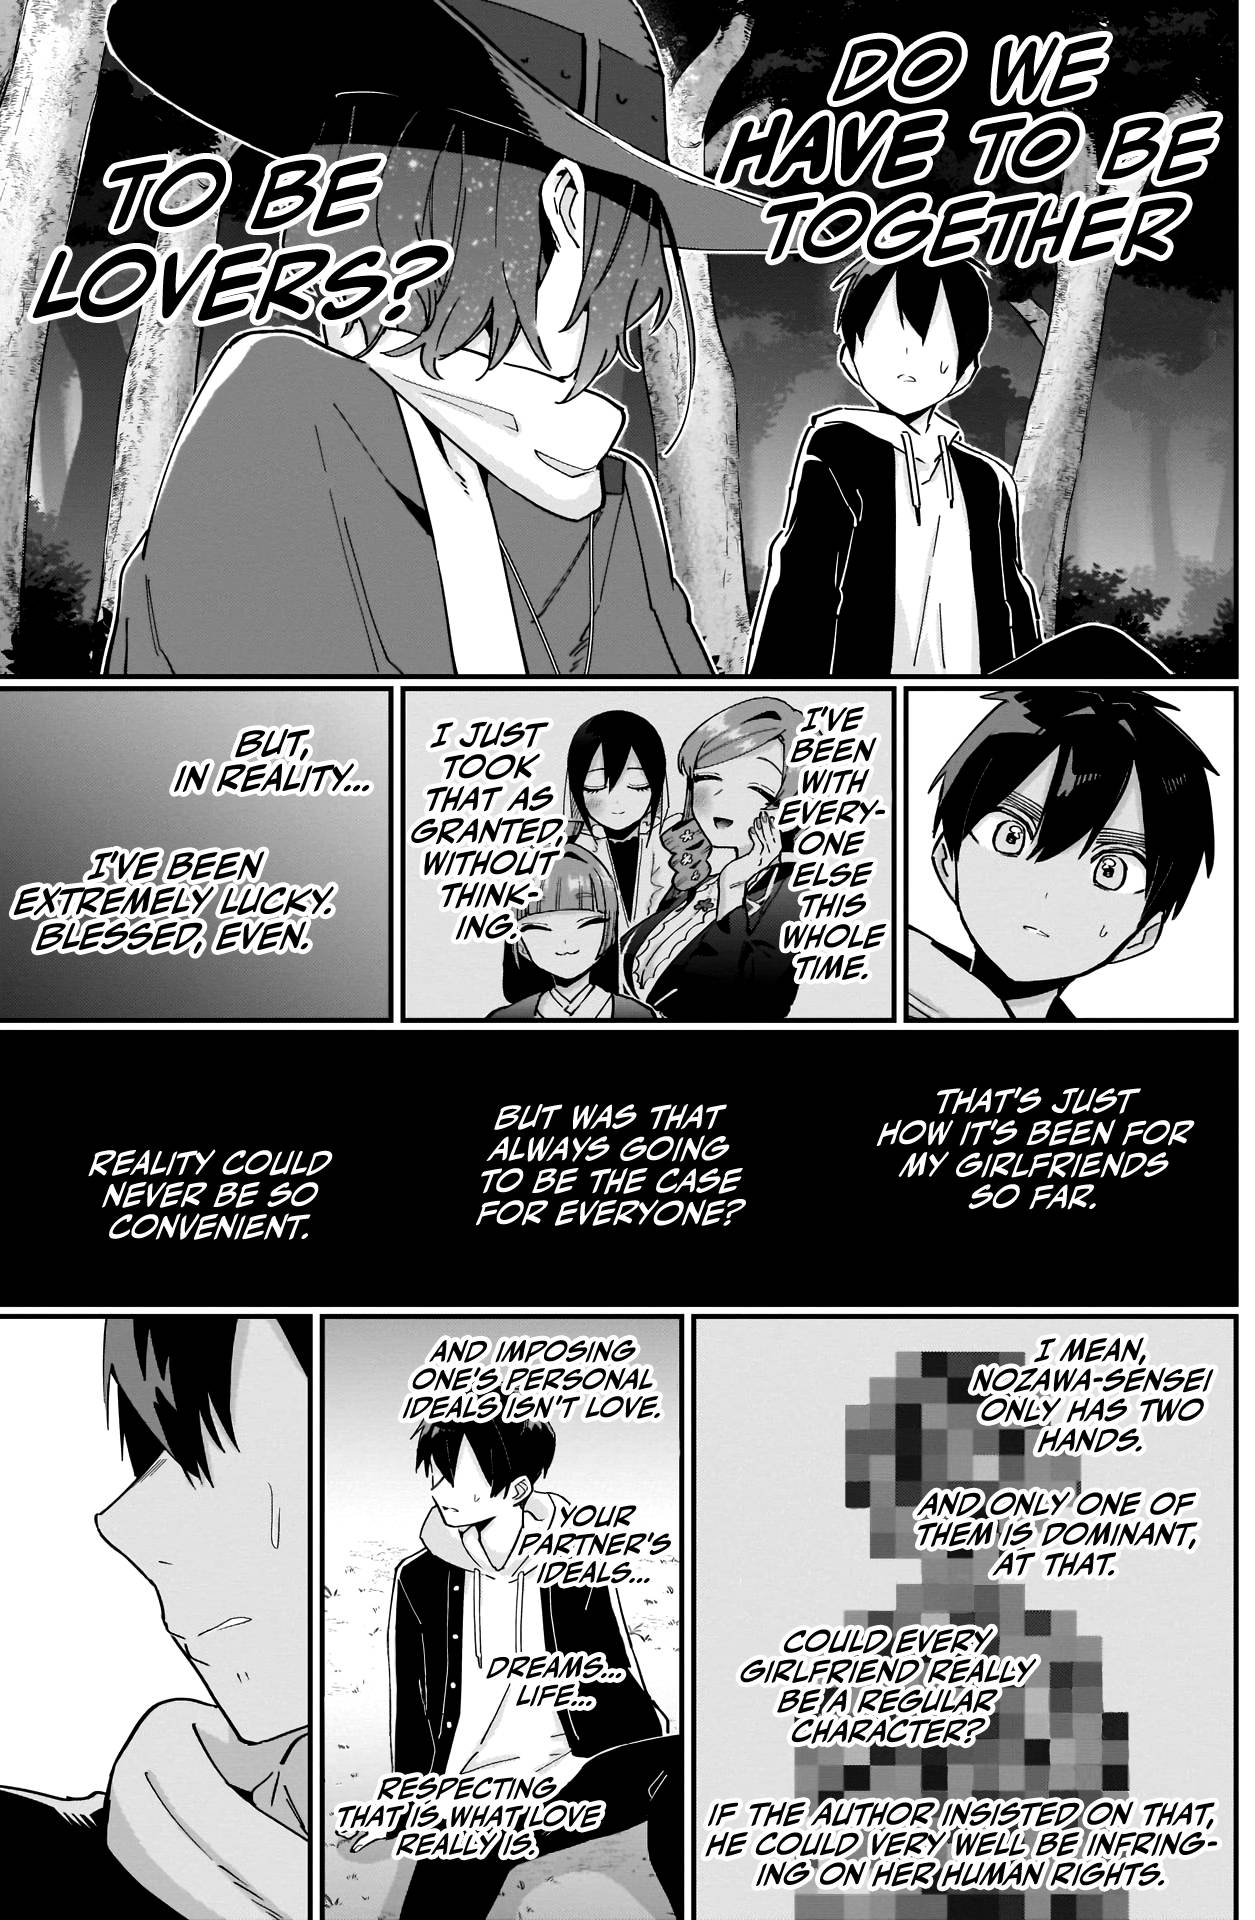 DO WE
HAVE TO BE
TOGETHER
TO BE
LOVERS?
I'VE
BEEN
WITH
EVERY-
ONE
ELSE
THIS
WHOLE
TIME.
I JUST
TOOK
THAT AS
GRANTED,
WITHOUT
THINK-
ING.
BUT,
IN REALITY...
I'VE BEEN
EXTREMELY LUCKY.
BLESSED, EVEN.
THAT'S JUST
HOW IT'S BEEN FOR
MY GIRLFRIENDS
SO FAR.
BUT WAS THAT
ALWAYS GOING
TO BE THE CASE
FOR EVERYONE?
REALITY COULD
NEVER BE SO
CONVENIENT.
I MEAN,
NOZAWA-SENSEI
ONLY HAS TWO
HANDS.
AND ONLY ONE OF
THEM IS DOMINANT,
AT THAT.
COULD EVERY
GIRLFRIEND REALLY
BE A REGULAR
CHARACTER?
IF THE AUTHOR INSISTED ON THAT,
HE COULD VERY WELL BE INFRING-
ING ON HER HUMAN RIGHTS.
AND IMPOSING
ONE'S PERSONAL
IDEALS ISN'T LOVE.
YOUR
PARTNER'S
IDEALS...
DREAMS...
LIFE...
RESPECTING
THAT IS WHAT LOVE
REALLY IS.